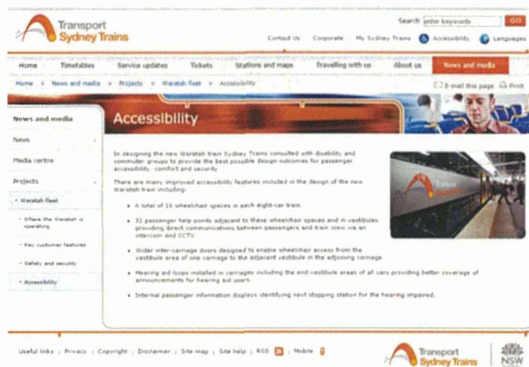 Transport
Sydney Trains
Search enter keywords GO
Contact Us | Corporate | My Sydney Trains Accessibility Languages
Home Timetables Service updates Tickets Stations and maps Travelling with us About us News and media
Home > News and media > Projects > Waratah fleet > Accessibility
E-mail this page Print
News and media
News
Media centre
Projects
Waratah fleet
Where the Waratah is operating
Key customer features
Safety and security
Accessibility
Accessibility
In designing the new Waratah train Sydney Trains consulted with disability and
commuter groups to provide the best possible design outcomes for passenger
accessibility, comfort and security.
There are many improved accessibility features included in the design of the new
Waratah train including:
• A total of 16 wheelchair spaces in each eight-car train
• 32 passenger help points adjacent to these wheelchair spaces and in vestibules
providing direct communications between passengers and train crew via an
intercom and CCTV
• Wider inter-carriage doors designed to enable wheelchair access from the
vestibule area of one carriage to the adjacent vestibule in the adjoining carriage
• Hearing aid loops installed in carriages including the end vestibule areas of all cars providing better coverage of
announcements for hearing aid users
• Internal passenger information displays identifying next stopping station for the hearing impaired.
Useful links | Privacy | Copyright | Disclaimer | Site map | Site help | RSS | Mobile
Transport
Sydney Trains
NSW